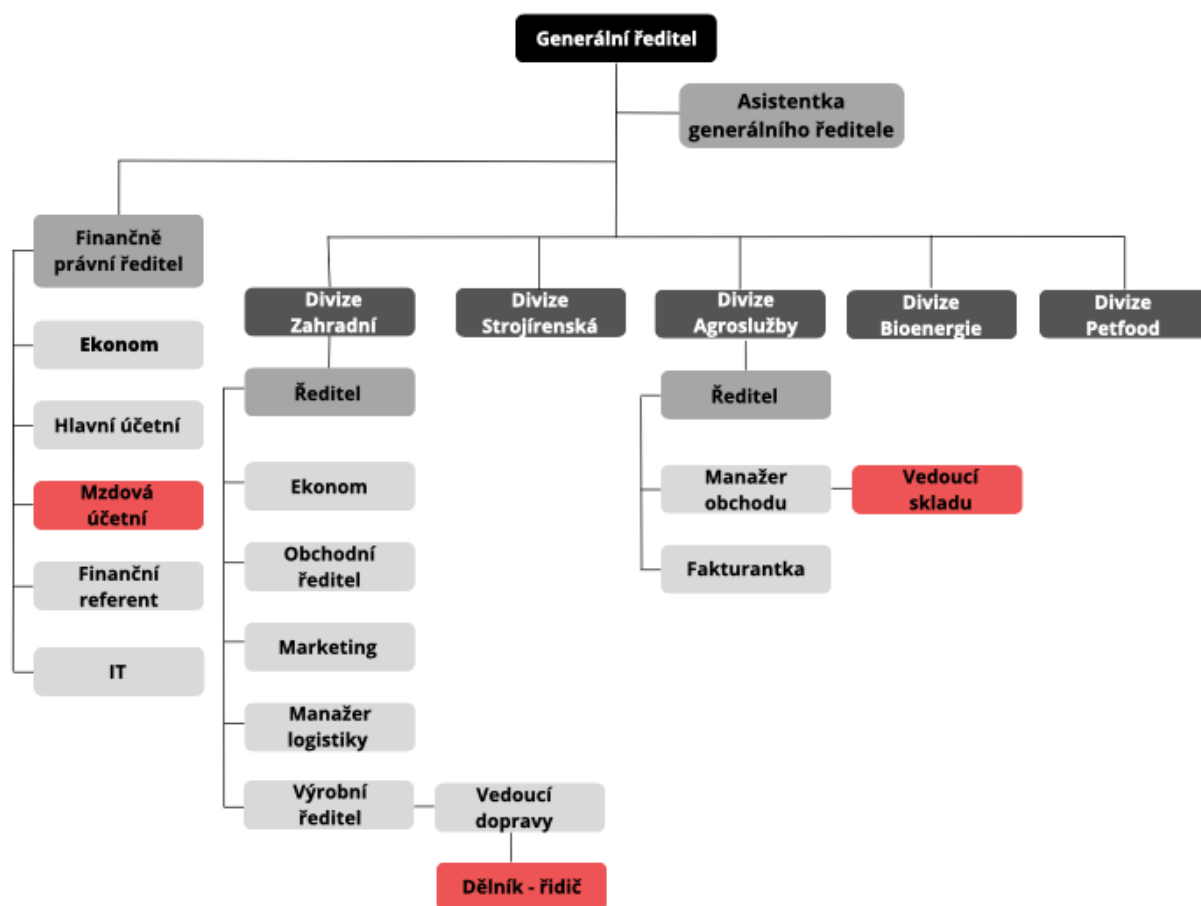 Generální ředitel
Asistentka
generálního ředitele
Finančně
právní ředitel
Ekonom
Hlavní účetní
Mzdová
účetní
Finanční
referent
IT
Divize
Zahradní
Ředitel
Ekonom
Obchodní
ředitel
Marketing
Manažer
logistiky
Výrobní
ředitel
Vedoucí
dopravy
Dělník - řidič
Divize
Strojírenská
Divize
Agroslužby
Ředitel
Manažer
obchodu
Vedoucí
skladu
Fakturantka
Divize
Bioenergie
Divize
Petfood